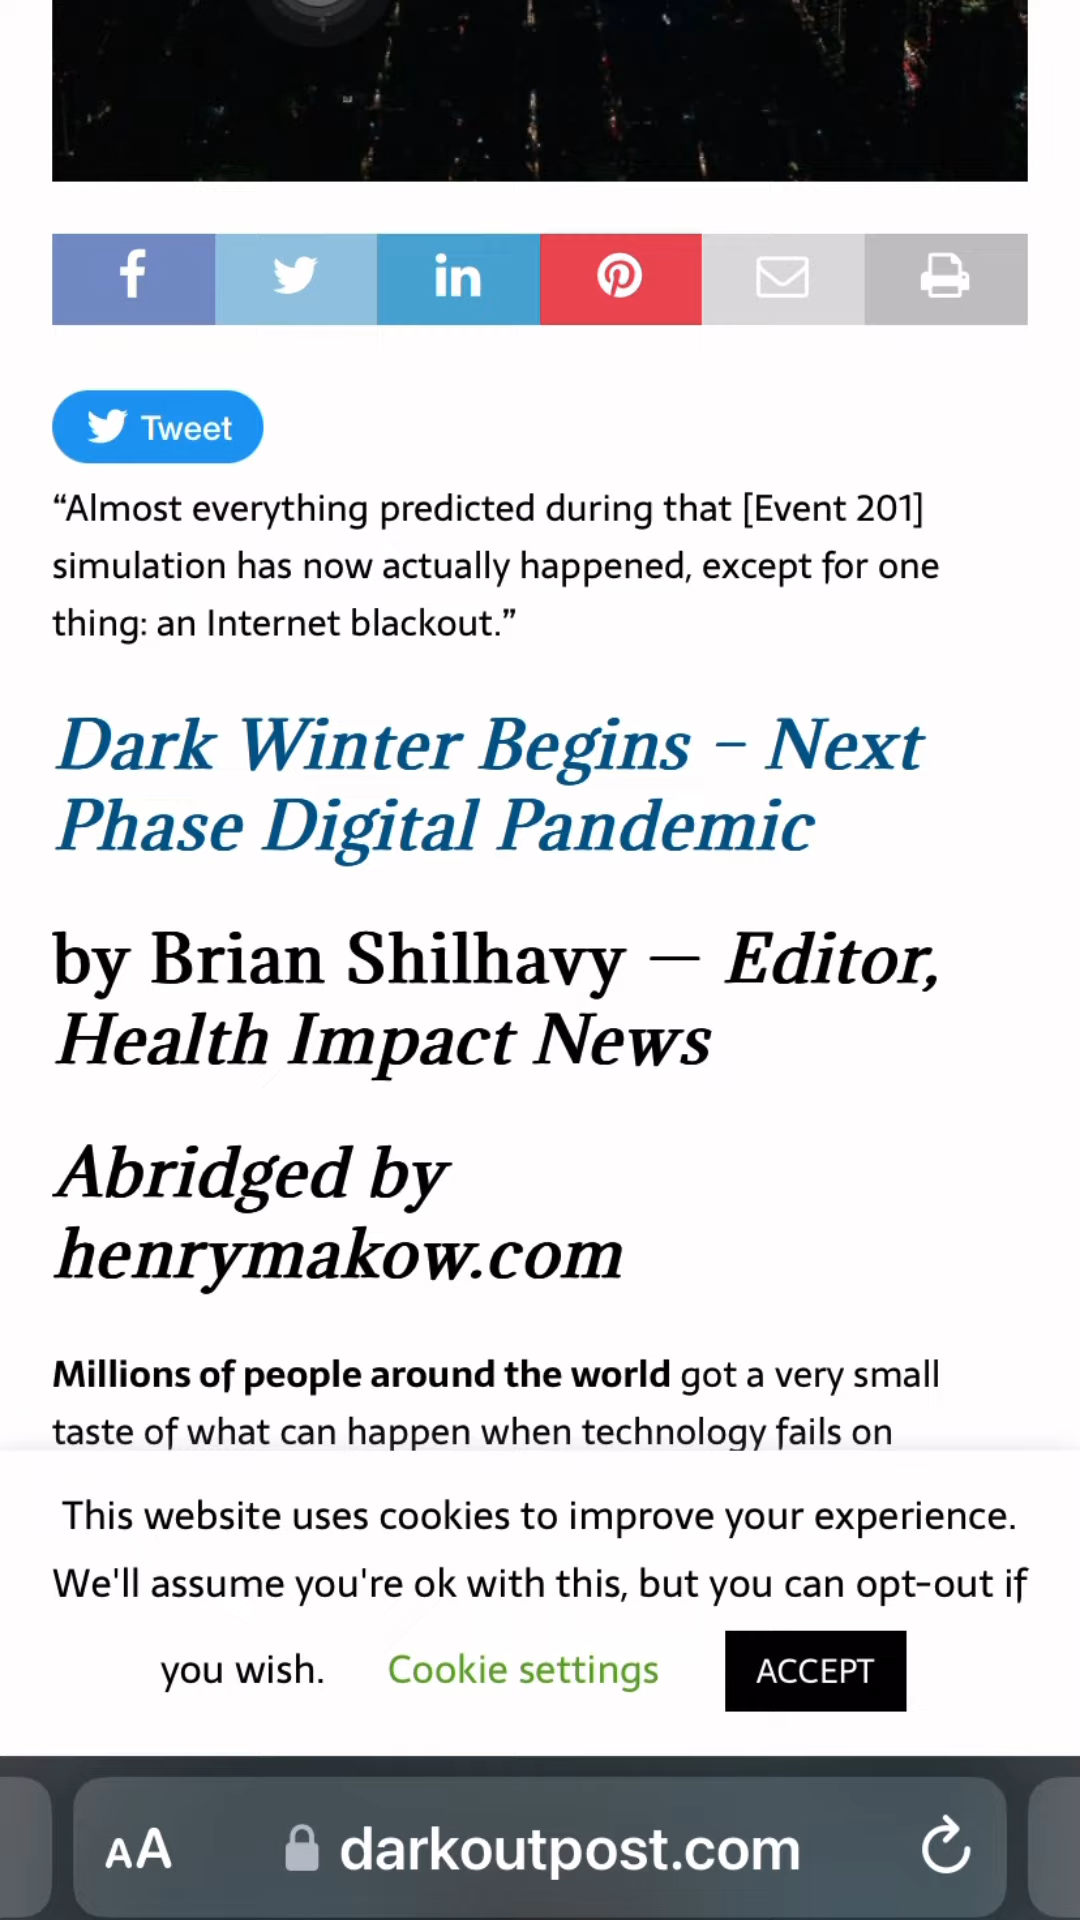 f
in
Tweet
“Almost everything predicted during that [Event 201]
simulation has now actually happened, except for one
thing: an Internet blackout.”
Dark Winter Begins – Next
Phase Digital Pandemic
by Brian Shilhavy — Editor,
Health Impact News
Abridged by
henrymakow.com
Millions of people around the world got a very small
taste of what can happen when technology fails on
This website uses cookies to improve your experience.
We'll assume you're ok with this, but you can opt-out if
you wish. Cookie settings ACCEPT
AA darkoutpost.com